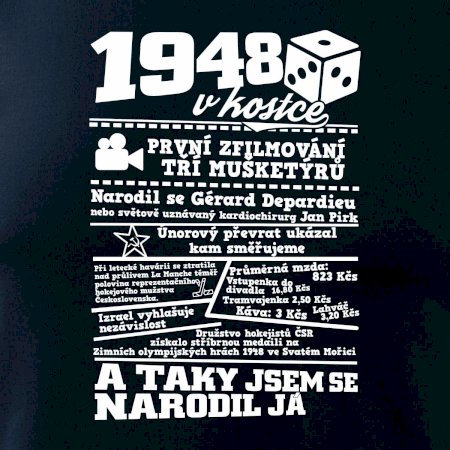 1948
v kostce
PRVNÍ ZFILMOVÁNÍ
TŘÍ MUŠKETÝRŮ
Narodil se Gérard Depardieu
nebo světově uznávaný kardiochirurg Jan Pirk
Únorový převrat ukázal
kam směřujeme
Při letecké havárii se ztratila
nad průlivem La Manche téměř
polovina reprezentačního
hokejového mužstva
Československa.
Průměrná mzda:
823 Kčs
Vstupenka do
divadla 16,80 Kčs
Tramvajenka 2,50 Kčs
Káva: 3 Kčs
Lahváč
3,20 Kčs
Izrael vyhlašuje
nezávislost
Družstvo hokejistů ČSR
získalo stříbrnou medaili na
Zimních olympijských hrách 1948 ve Svatém Mořici
A TAKY JSEM SE
NARODIL JÁ